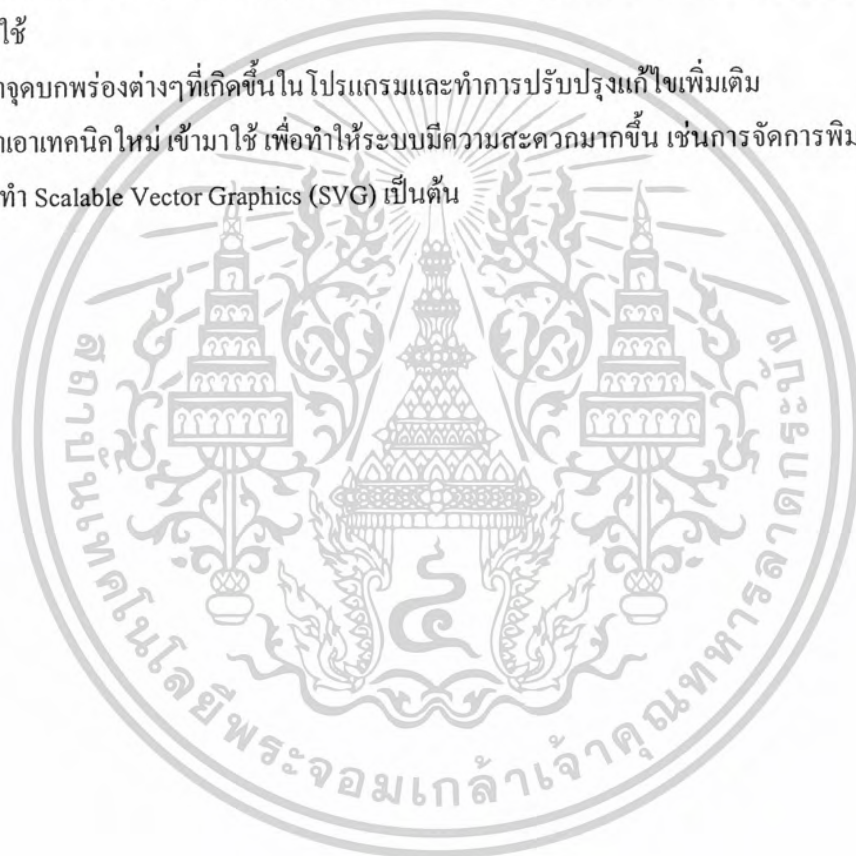 ใช้
จุดบกพร่องต่างๆที่เกิดขึ้นในโปรแกรมและทำการปรับปรุงแก้ไขเพิ่มเติม
เอาเทคนิคใหม่ เข้ามาใช้ เพื่อทำให้ระบบมีความสะดวกมากขึ้น เช่นการจัดการพิม
ทำ Scalable Vector Graphics (SVG) เป็นต้น
สถาบันเทคโนโลยีพระจอมเกล้าเจ้าคุณทหารลาดกระบัง